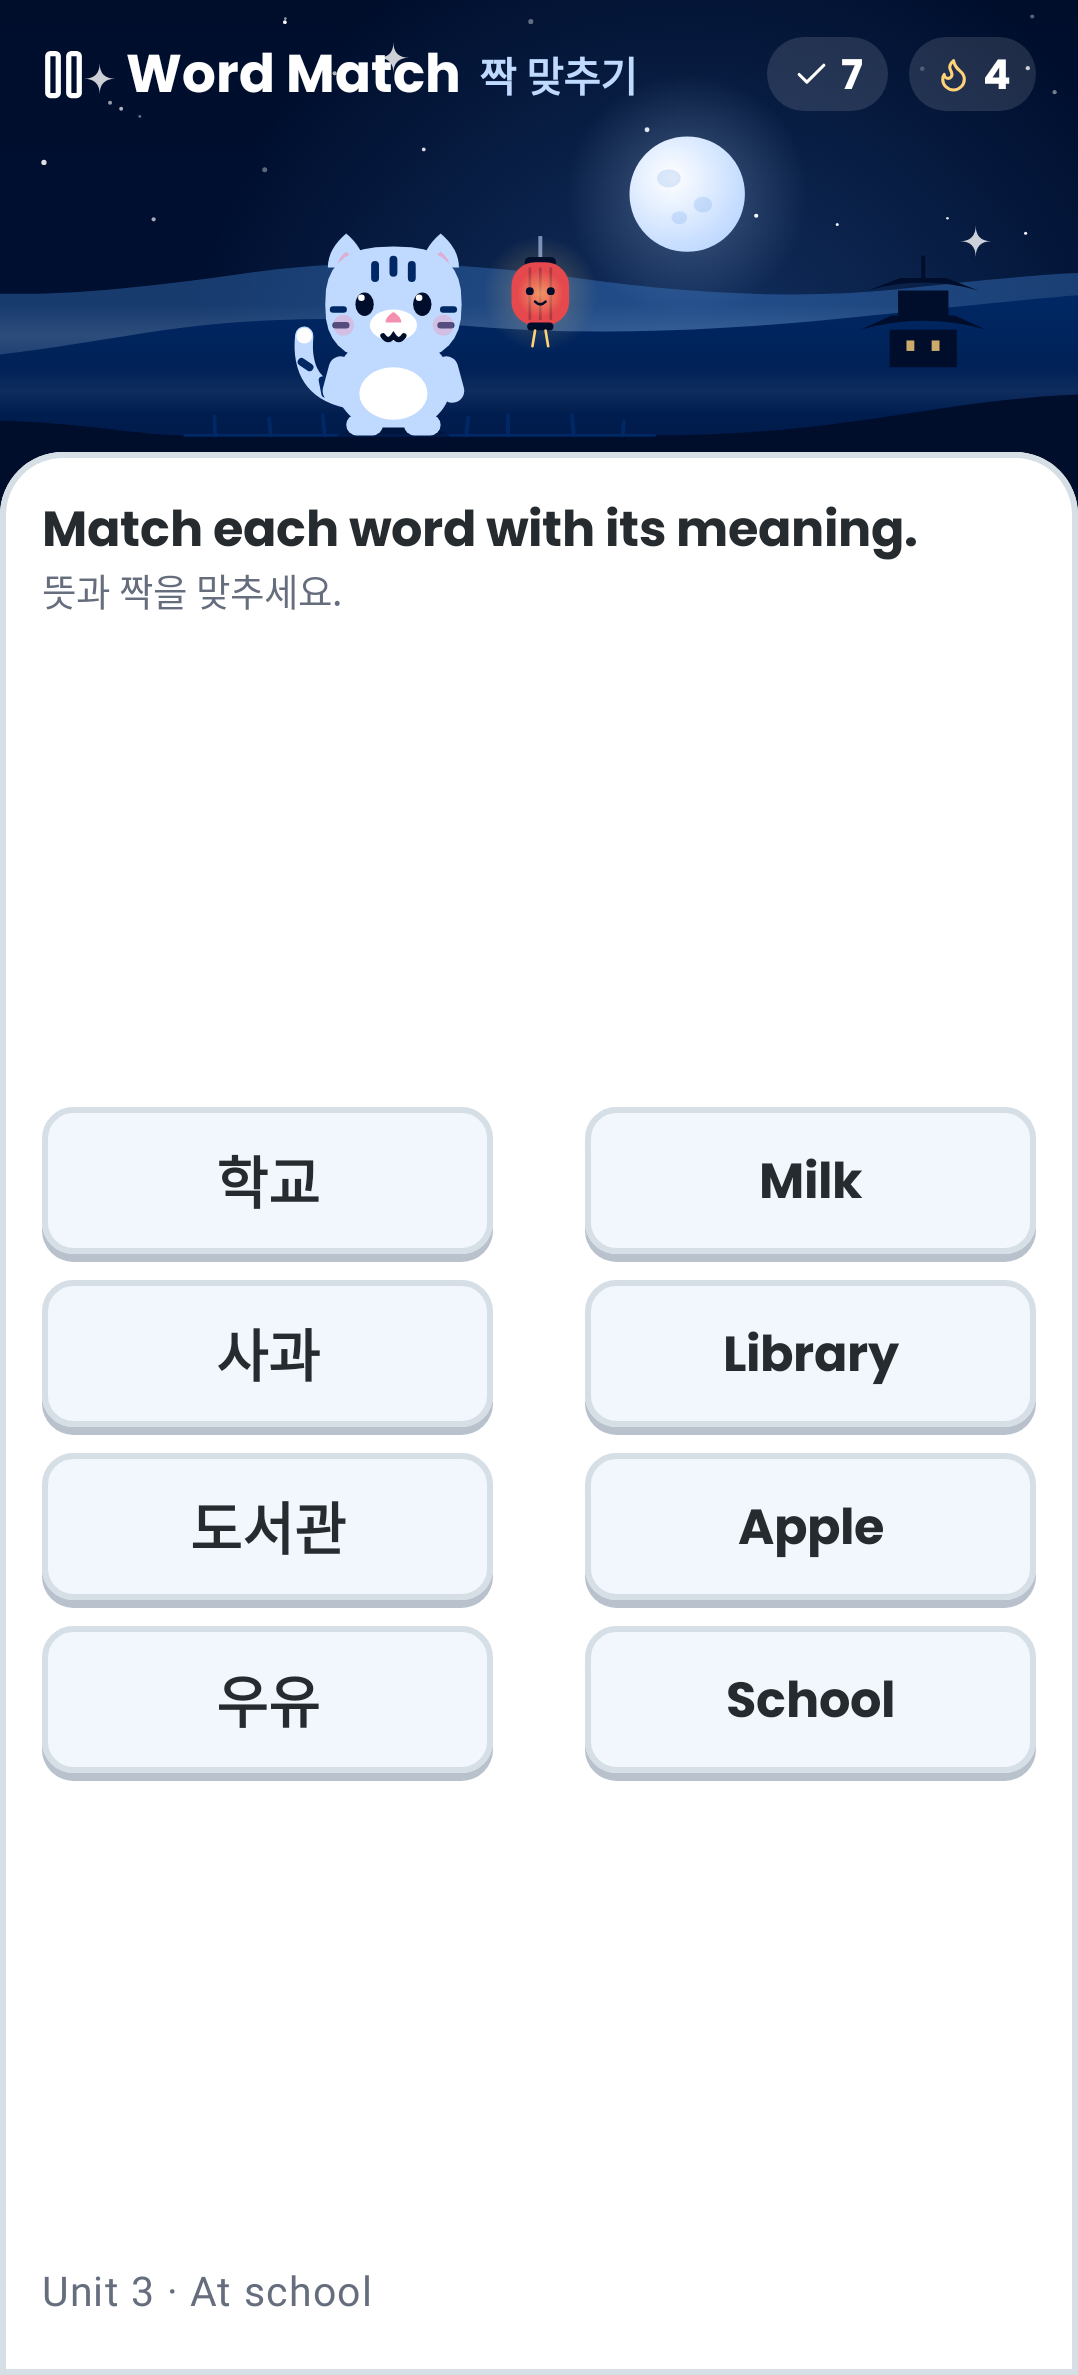 Word Match 짝 맞추기 7 4
Match each word with its meaning.
뜻과 짝을 맞추세요.
학교 Milk
사과 Library
도서관 Apple
우유 School
Unit 3 · At school